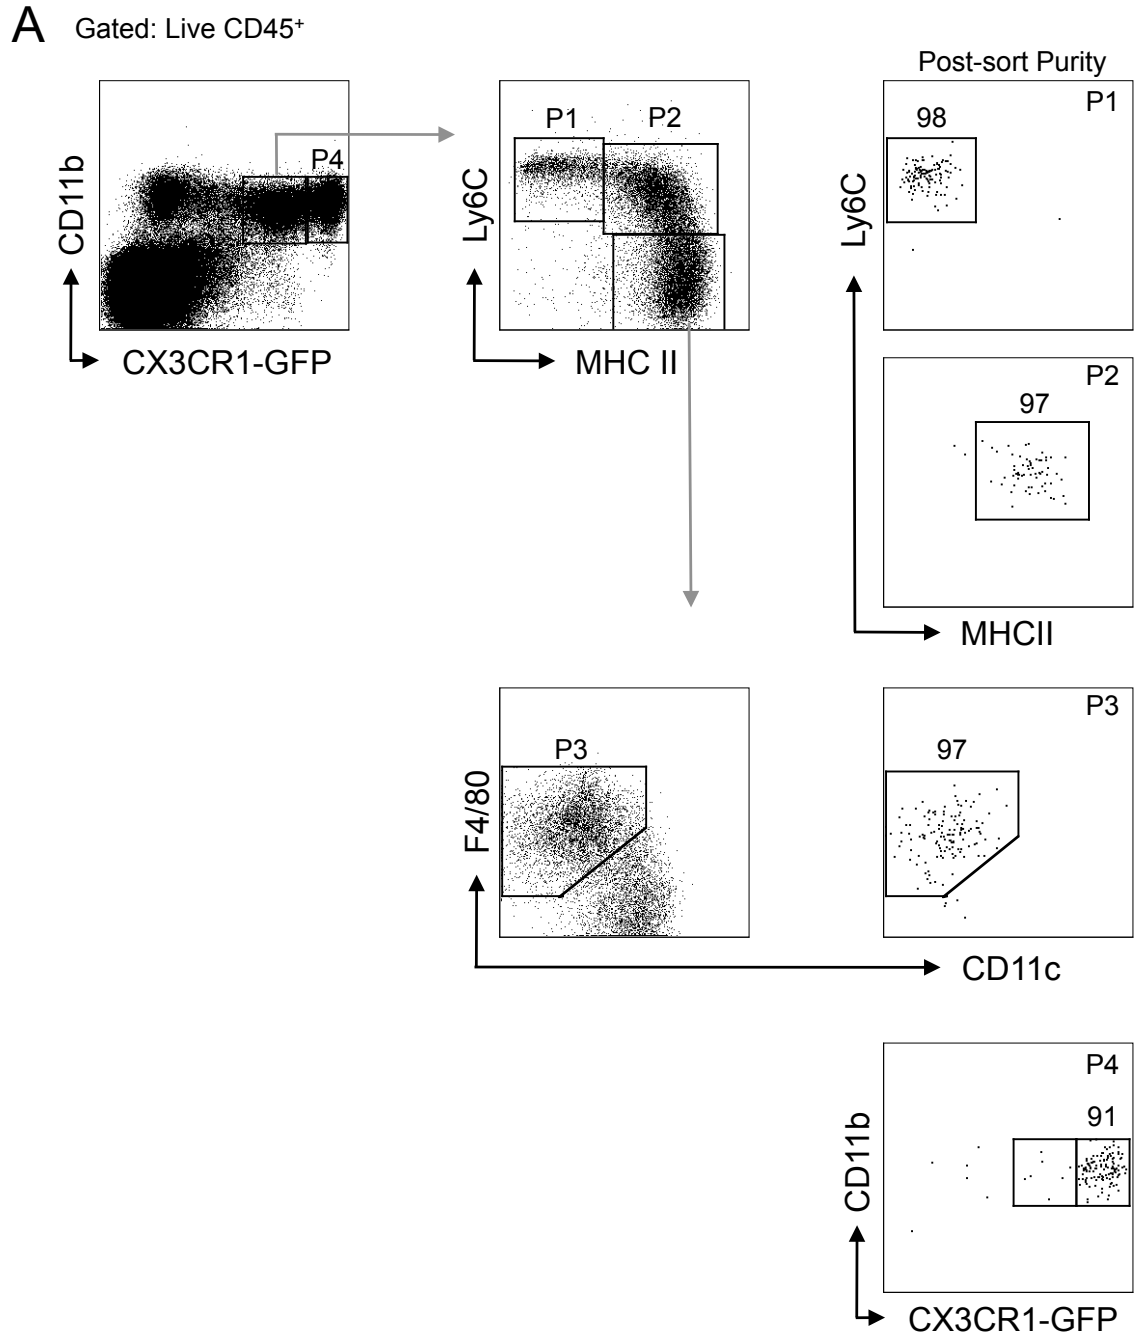 A Gated: Live CD45⁺
Post-sort Purity
P4
CD11b
CX3CR1-GFP
P1
P2
Ly6C
MHC II
P1
98
Ly6C
P2
97
MHCII
P3
F4/80
P3
97
CD11c
P4
91
CD11b
CX3CR1-GFP